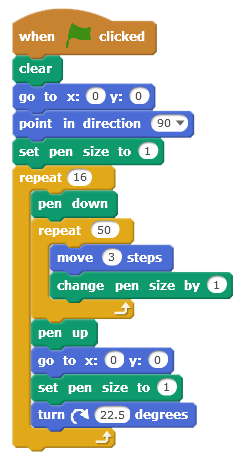 when clicked
clear
go to x: 0 y: 0
point in direction 90
set pen size to 1
repeat 16
pen down
repeat 50
move 3 steps
change pen size by 1
pen up
go to x: 0 y: 0
set pen size to 1
turn 22.5 degrees